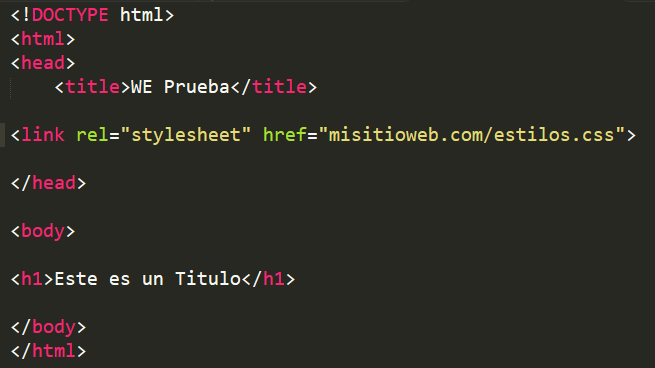 <!DOCTYPE html>
<html>
<head>
<title>WE Prueba</title>
<link rel="stylesheet" href="misitioweb.com/estilos.css">
</head>
<body>
<h1>Este es un Titulo</h1>
</body>
</html>